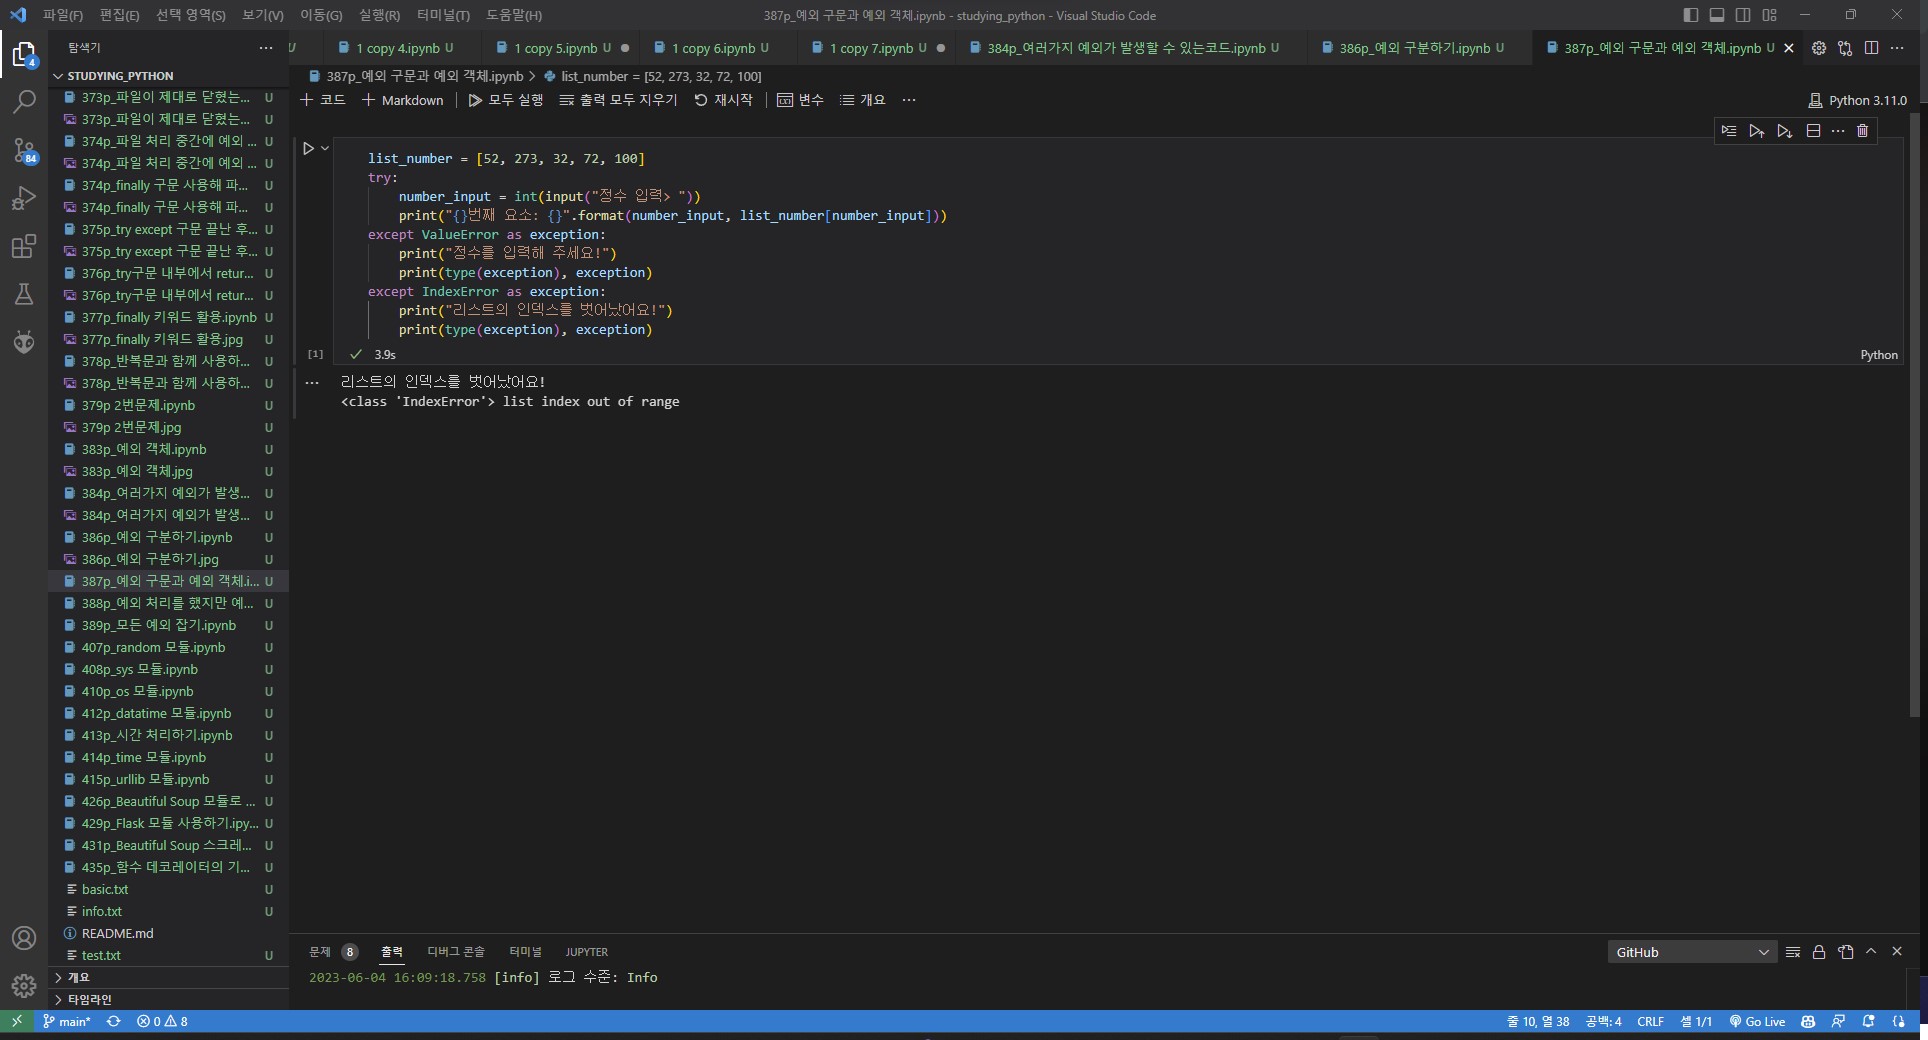 파일(F) 편집(E) 선택 영역(S) 보기(V) 이동(G) 실행(R) 터미널(T) 도움말(H) 387p_예외 구문과 예외 객체.ipynb - studying_python - Visual Studio Code
탐색기
U 1 copy 4.ipynb U 1 copy 5.ipynb U 1 copy 6.ipynb U 1 copy 7.ipynb U 384p_여러가지 예외가 발생할 수 있는코드.ipynb U 386p_예외 구분하기.ipynb U 387p_예외 구문과 예외 객체.ipynb U
387p_예외 구문과 예외 객체.ipynb > list_number = [52, 273, 32, 72, 100]
코드 Markdown 모두 실행 출력 모두 지우기 재시작 변수 개요 ... Python 3.11.0
4
84
STUDYING_PYTHON
373p_파일이 제대로 닫혔는... U
373p_파일이 제대로 닫혔는... U
374p_파일 처리 중간에 예외 ... U
374p_파일 처리 중간에 예외 ... U
374p_finally 구문 사용해 파... U
374p_finally 구문 사용해 파... U
375p_try except 구문 끝난 후... U
375p_try except 구문 끝난 후... U
376p_try구문 내부에서 retur... U
376p_try구문 내부에서 retur... U
377p_finally 키워드 활용.ipynb U
377p_finally 키워드 활용.jpg U
378p_반복문과 함께 사용하... U
378p_반복문과 함께 사용하... U
379p 2번문제.ipynb U
379p 2번문제.jpg U
383p_예외 객체.ipynb U
383p_예외 객체.jpg U
384p_여러가지 예외가 발생... U
384p_여러가지 예외가 발생... U
386p_예외 구분하기.ipynb U
386p_예외 구분하기.jpg U
387p_예외 구문과 예외 객체.i... U
388p_예외 처리를 했지만 예... U
389p_모든 예외 잡기.ipynb U
407p_random 모듈.ipynb U
408p_sys 모듈.ipynb U
410p_os 모듈.ipynb U
412p_datatime 모듈.ipynb U
413p_시간 처리하기.ipynb U
414p_time 모듈.ipynb U
415p_urllib 모듈.ipynb U
426p_Beautiful Soup 모듈로 ... U
429p_Flask 모듈 사용하기.ipy... U
431p_Beautiful Soup 스크레... U
435p_함수 데코레이터의 기... U
basic.txt U
info.txt U
README.md
test.txt U
개요
타임라인
list_number = [52, 273, 32, 72, 100]
try:
number_input = int(input("정수 입력> "))
print("{}번째 요소: {}".format(number_input, list_number[number_input]))
except ValueError as exception:
print("정수를 입력해 주세요!")
print(type(exception), exception)
except IndexError as exception:
print("리스트의 인덱스를 벗어났어요!")
print(type(exception), exception)
[1] 3.9s Python
리스트의 인덱스를 벗어났어요!
<class 'IndexError'> list index out of range
문제 8 출력 디버그 콘솔 터미널 JUPYTER GitHub
2023-06-04 16:09:18.758 [info] 로그 수준: Info
main* 0 8 줄 10, 열 38 공백: 4 CRLF 셀 1/1 Go Live